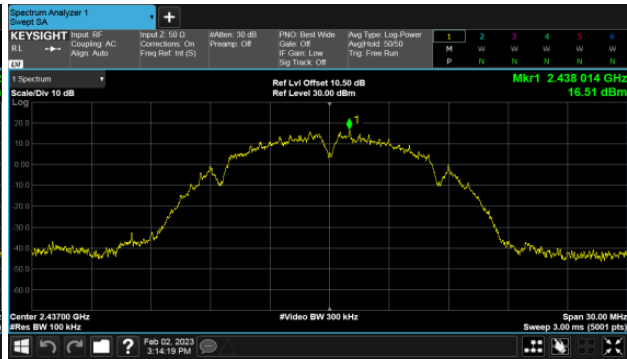 Spectrum Analyzer 1
Swept SA
+
KEYSIGHT Input: RF Input Z: 50 Ω #Atten: 30 dB PNO: Best Wide Avg Type: Log-Power 1 2 3 4 5 6
RL Coupling: AC Corrections: On Preamp: Off Gate: Off Avg|Hold: 50/50 M W W W W W
Align: Auto Freq Ref: Int (S) IF Gain: Low Trig: Free Run
LXI Sig Track: Off P N N N N N
1 Spectrum Ref Lvl Offset 10.50 dB Mkr1 2.438 014 GHz
Scale/Div 10 dB Ref Level 30.00 dBm 16.51 dBm
Log
20.0
1
10.0
0.00
-10.0
-20.0
-30.0
-40.0
-50.0
-60.0
Center 2.43700 GHz #Video BW 300 kHz Span 30.00 MHz
#Res BW 100 kHz Sweep 3.00 ms (5001 pts)
? Feb 02, 2023
3:14:19 PM